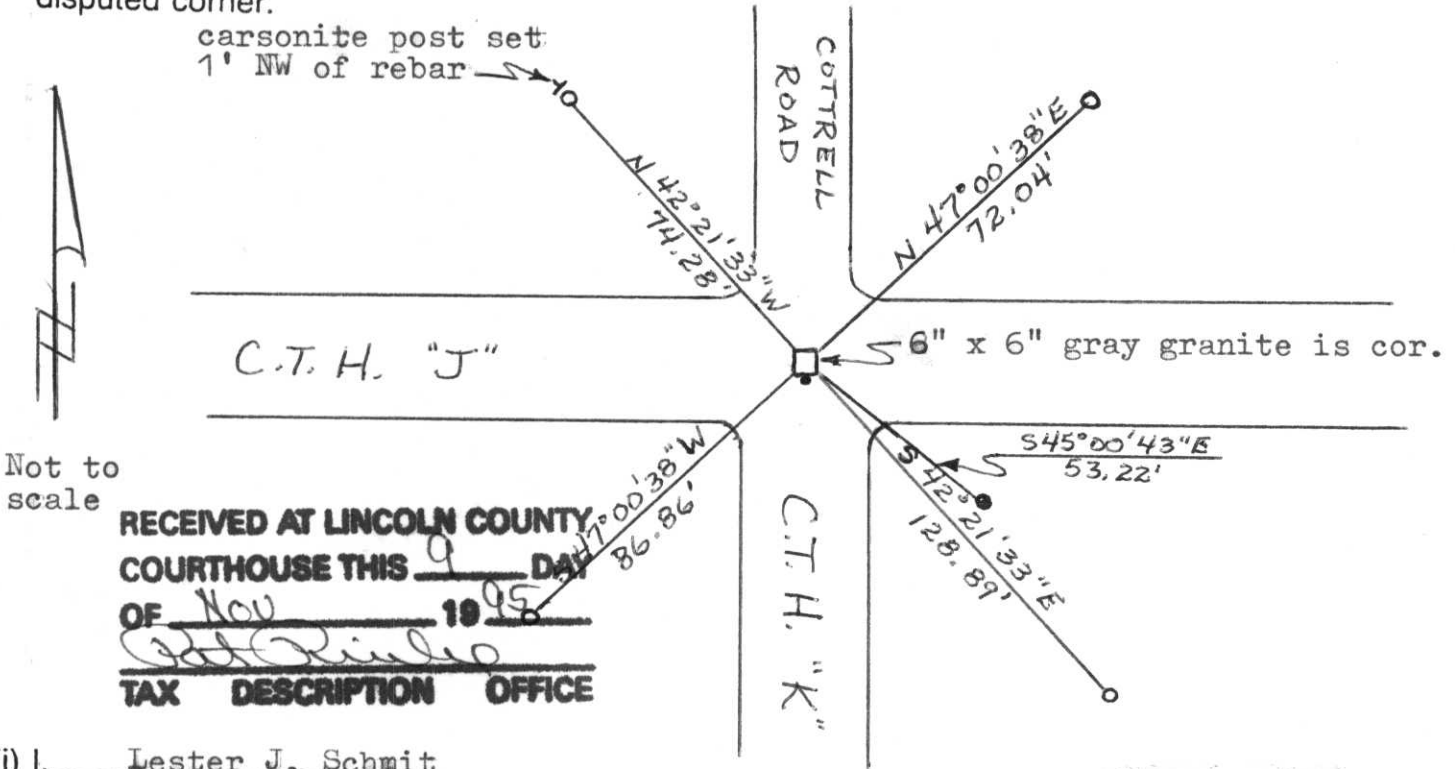 disputed corner.
carsonite post set
1' NW of rebar
COTTRELL
ROAD
N 42°21'33"W
74.28'
N 47°00'38"E
72.04'
C.T.H. "J"
6" x 6" gray granite is cor.
S45°00'43"E
53.22'
S 42°21'33"E
128.89'
S 47°00'38"W
86.86'
C.T.H. "K"
Not to
scale
RECEIVED AT LINCOLN COUNTY
COURTHOUSE THIS 9 DAY
OF Nov 1995
Pat
TAX DESCRIPTION OFFICE
i) I, Lester J. Schmit